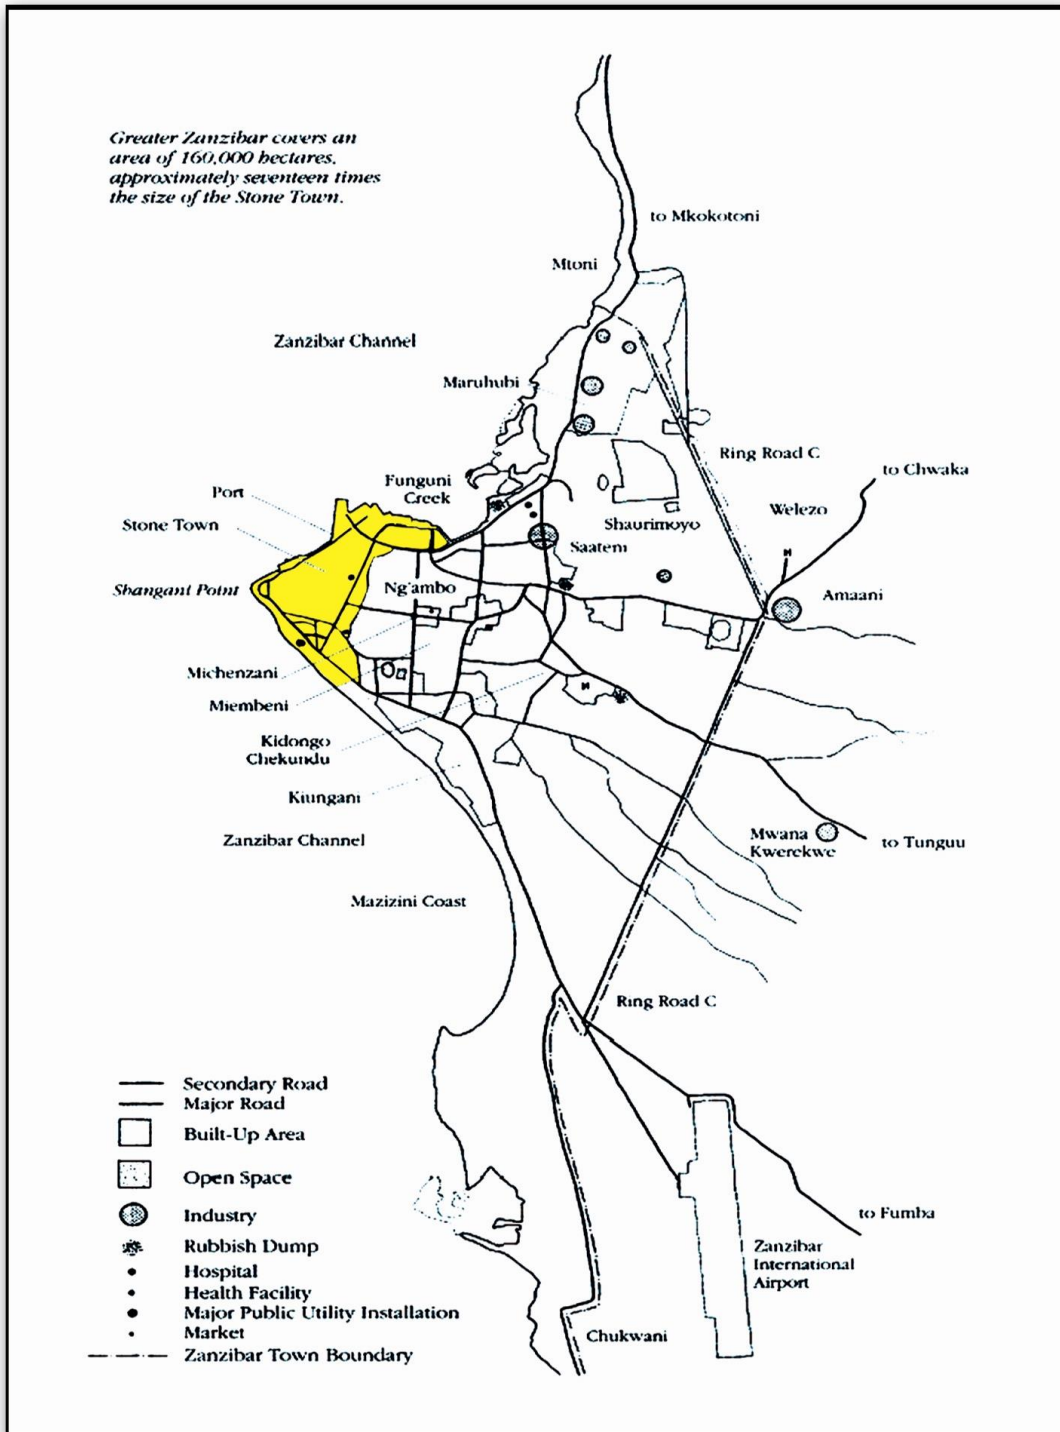 Greater Zanzibar covers an
area of 160,000 hectares,
approximately seventeen times
the size of the Stone Town.
to Mkokotoni
Mtoni
Zanzibar Channel
Maruhubi
Ring Road C
to Chwaka
Funguni
Creek
Port
Welezo
Stone Town
Shaurimoyo
Saateni
Ng'ambo
Shangani Point
H
Amaani
Michenzani
H
Miembeni
Kidongo
Chekundu
Kiungani
Zanzibar Channel
Mwana
Kwerekwe
to Tunguu
Mazizini Coast
Ring Road C
Secondary Road
Major Road
Built-Up Area
Open Space
Industry
Rubbish Dump
Hospital
Health Facility
Major Public Utility Installation
Market
Zanzibar Town Boundary
to Fumba
Zanzibar
International
Airport
Chukwani